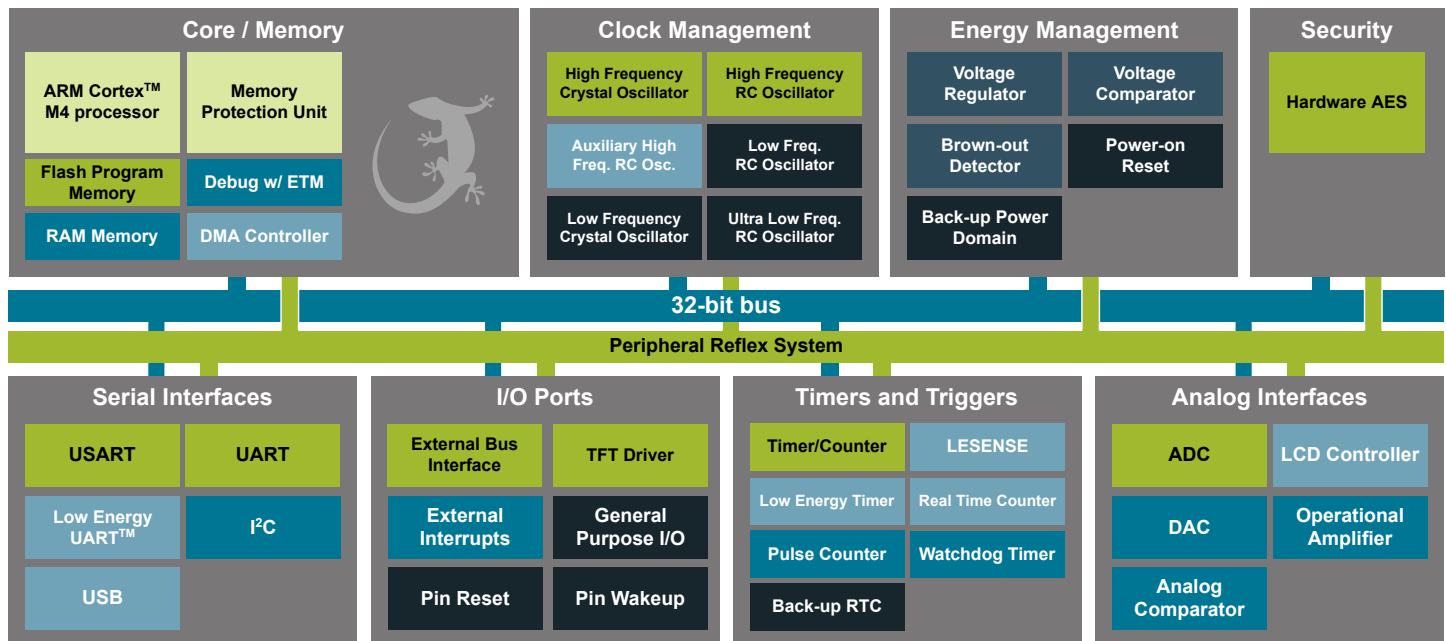 Core / Memory
ARM Cortex™
M4 processor
Memory
Protection Unit
Flash Program
Memory
Debug w/ ETM
RAM Memory
DMA Controller
Clock Management
High Frequency
Crystal Oscillator
High Frequency
RC Oscillator
Auxiliary High
Freq. RC Osc.
Low Freq.
RC Oscillator
Low Frequency
Crystal Oscillator
Ultra Low Freq.
RC Oscillator
Energy Management
Voltage
Regulator
Voltage
Comparator
Brown-out
Detector
Power-on
Reset
Back-up Power
Domain
Security
Hardware AES
32-bit bus
Peripheral Reflex System
Serial Interfaces
USART
UART
Low Energy
UART™
I²C
USB
I/O Ports
External Bus
Interface
TFT Driver
External
Interrupts
General
Purpose I/O
Pin Reset
Pin Wakeup
Timers and Triggers
Timer/Counter
LESENSE
Low Energy Timer
Real Time Counter
Pulse Counter
Watchdog Timer
Back-up RTC
Analog Interfaces
ADC
LCD Controller
DAC
Operational
Amplifier
Analog
Comparator